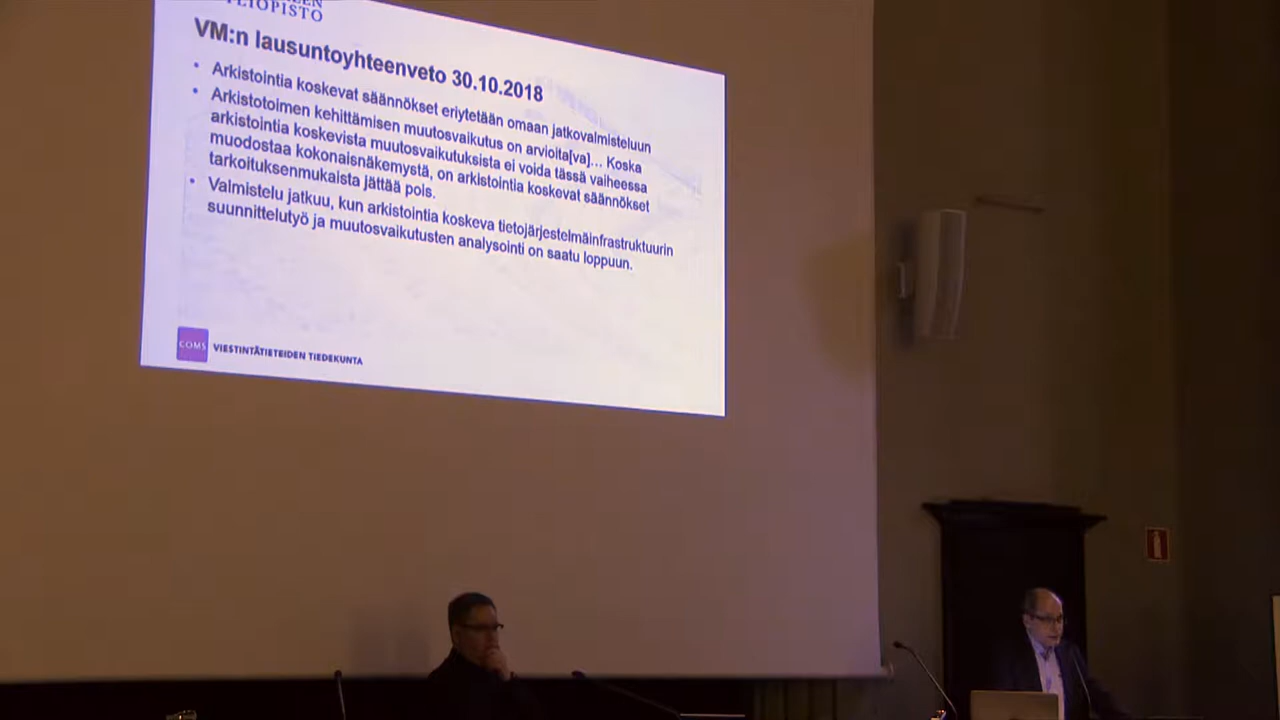 LIOPISTO
VM:n lausuntoyhteenveto 30.10.2018
• Arkistointia koskevat säännökset eriytetään omaan jatkovalmisteluun
• Arkistotoimen kehittämisen muutosvaikutus on arvioita[va]... Koska
arkistointia koskevista muutosvaikutuksista ei voida tässä vaiheessa
muodostaa kokonaisnäkemystä, on arkistointia koskevat säännökset
tarkoituksenmukaista jättää pois.
• Valmistelu jatkuu, kun arkistointia koskeva tietojärjestelmäinfrastruktuurin
suunnittelutyö ja muutosvaikutusten analysointi on saatu loppuun.
COMS VIESTINTÄTIETEIDEN TIEDEKUNTA